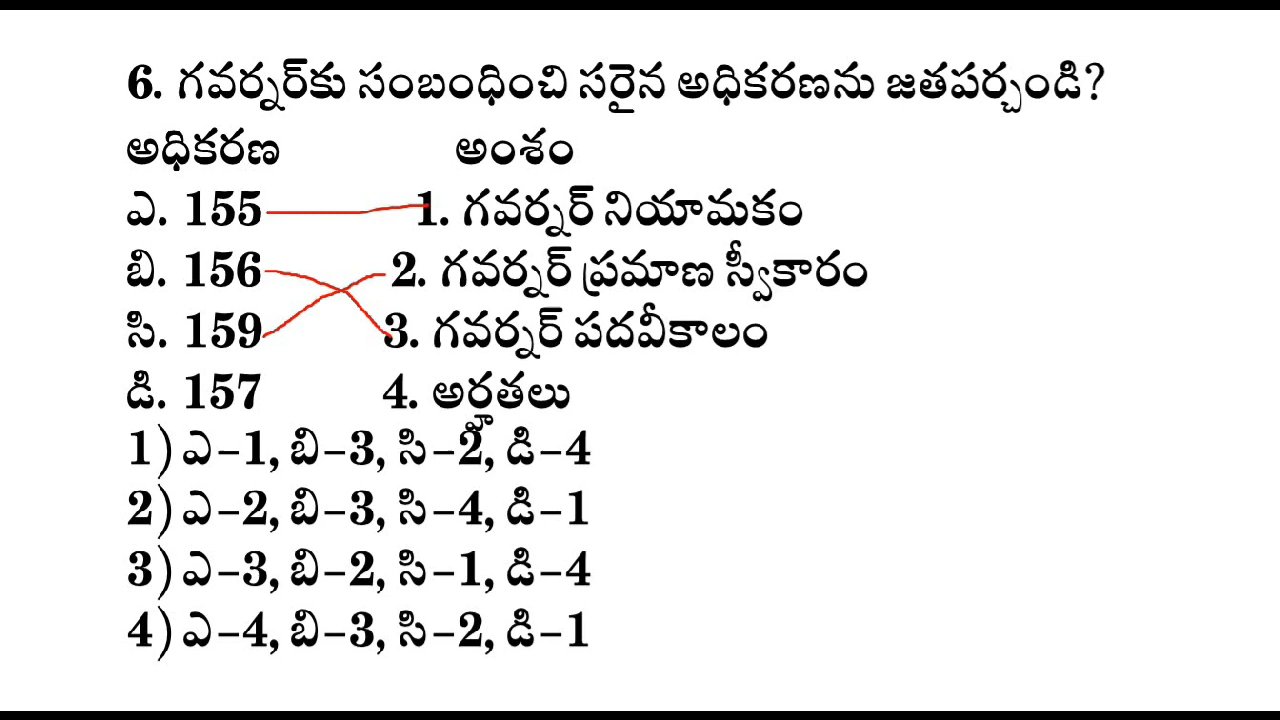 6. గవర్నర్‌కు సంబంధించి సరైన అధికరణను జతపర్చండి?
అధికరణ అంశం
ఎ. 155 1. గవర్నర్ నియామకం
బి. 156 2. గవర్నర్ ప్రమాణ స్వీకారం
సి. 159 3. గవర్నర్ పదవీకాలం
డి. 157 4. అర్హతలు
1) ఎ-1, బి-3, సి-2, డి-4
2) ఎ-2, బి-3, సి-4, డి-1
3) ఎ-3, బి-2, సి-1, డి-4
4) ఎ-4, బి-3, సి-2, డి-1